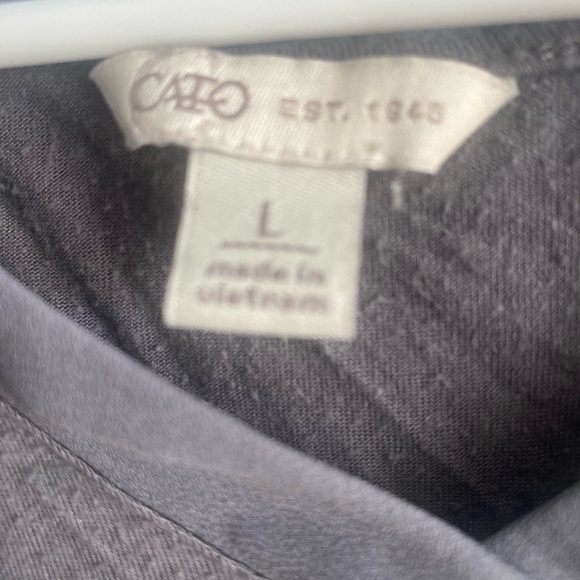 CATO EST. 1946
L
made in
vietnam